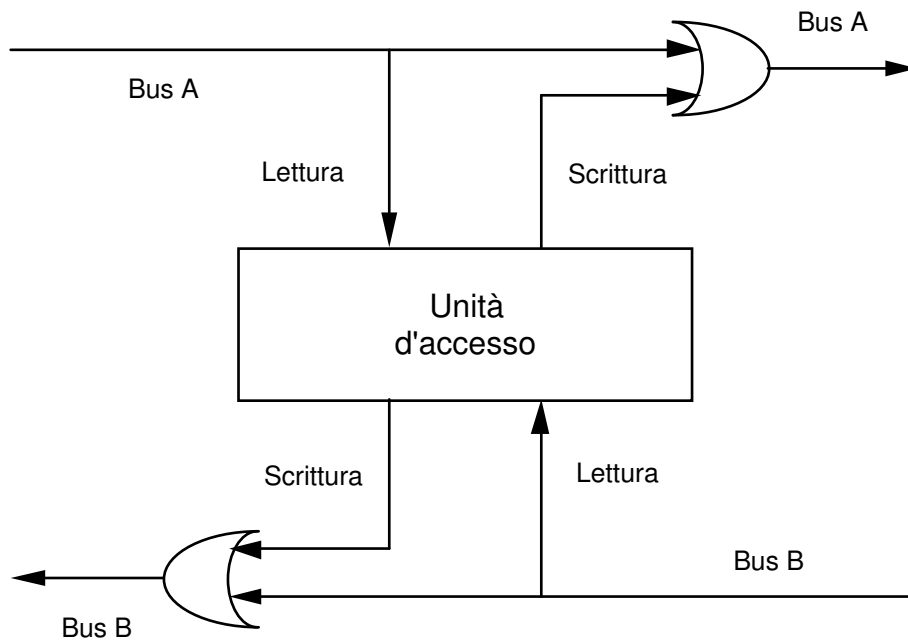 Bus A
Bus A
Lettura
Scrittura
Unità
d'accesso
Scrittura
Lettura
Bus B
Bus B